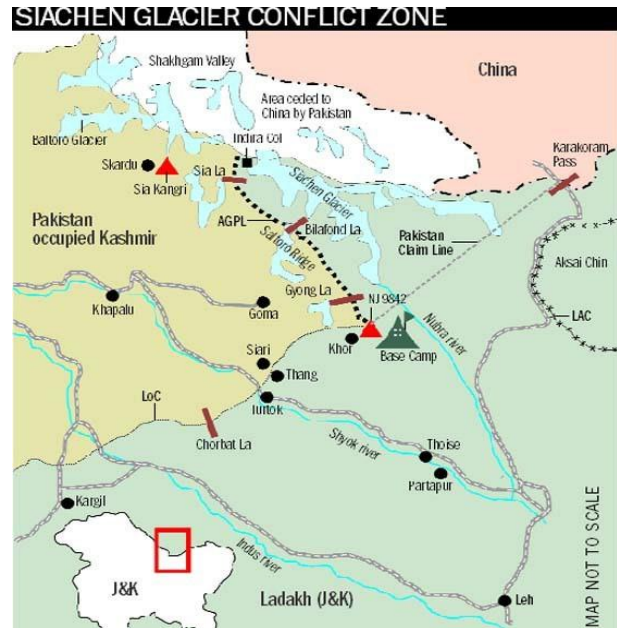 SIACHEN GLACIER CONFLICT ZONE
Shakhgam Valley
China
Area ceded to
China by Pakistan
Baltoro Glacier
Indira Col
Karakoram
Pass
Skardu
Sia La
Sia Kangri
Siachen Glacier
AGPL
Bilafond La
Pakistan
Claim Line
Pakistan
occupied Kashmir
Saltoro Ridge
Aksai Chin
Gyong La
NJ 9842
Khapalu
Goma
Nubra river
LAC
Khor
Base Camp
Siari
Thang
LoC
Turtok
Chorbat La
Shyok river
Thoise
Partapur
Kargil
Indus river
J&K
Ladakh (J&K)
Leh
MAP NOT TO SCALE